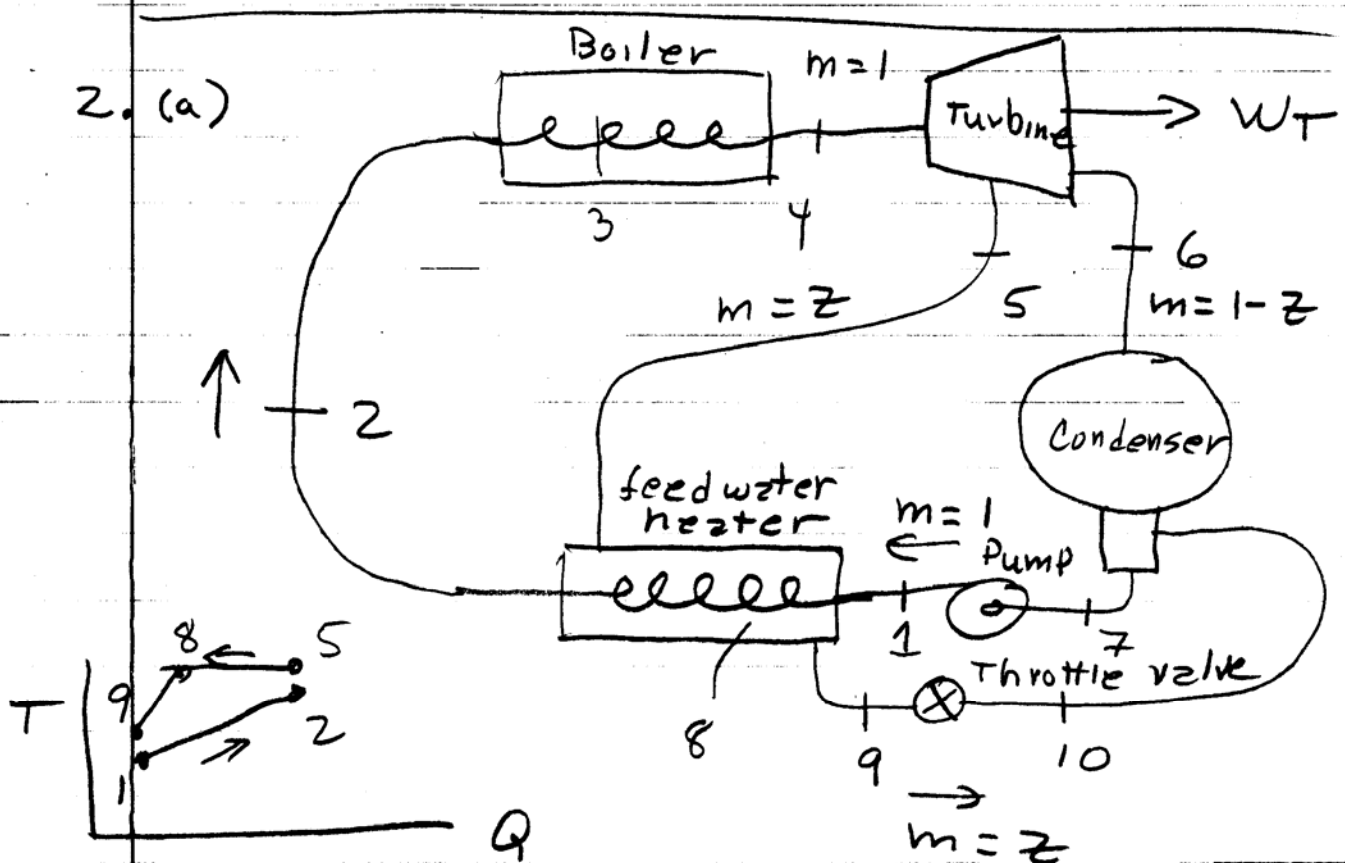 2. (a)
Boiler
m = 1
Turbine
W_T
3
4
6
m = z
5
m = 1-z
2
Condenser
feedwater
heater
m = 1
Pump
1
7
Throttle valve
8
9
10
m = z
8
5
T
9
2
1
Q